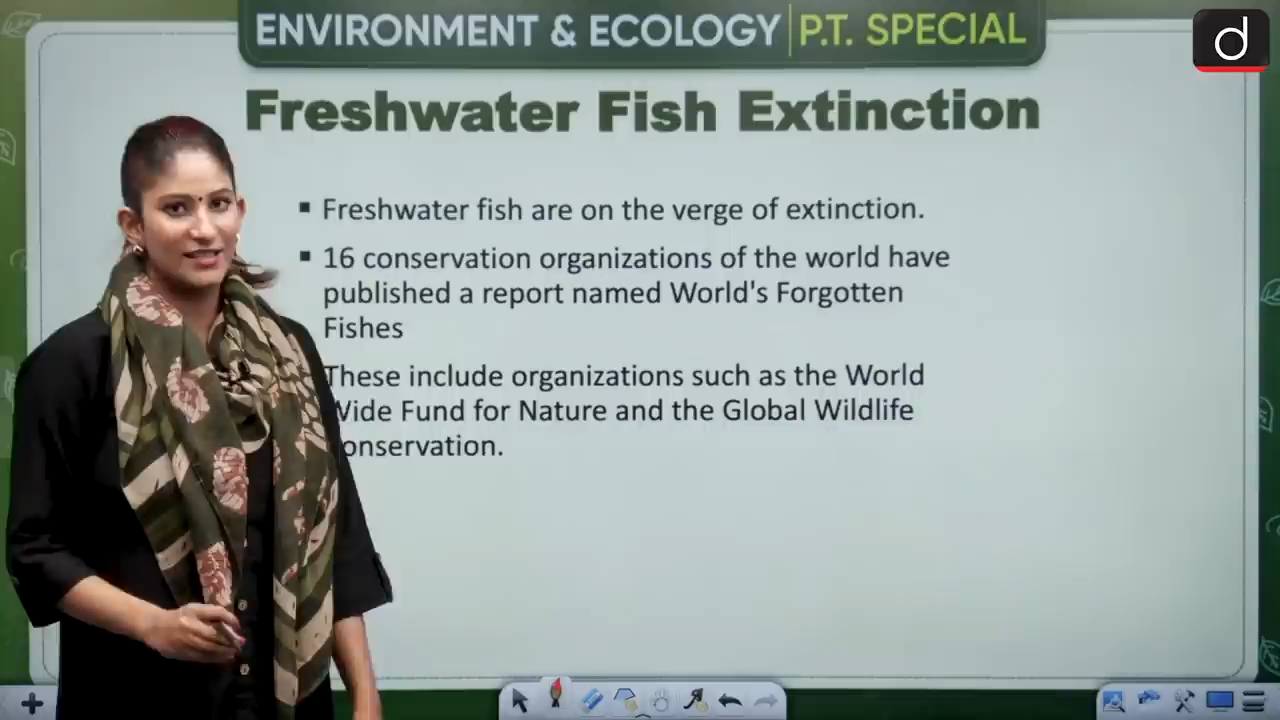 ENVIRONMENT & ECOLOGY P.T. SPECIAL
d
Freshwater Fish Extinction
▪ Freshwater fish are on the verge of extinction.
▪ 16 conservation organizations of the world have
published a report named World's Forgotten
Fishes
These include organizations such as the World
Wide Fund for Nature and the Global Wildlife
onservation.